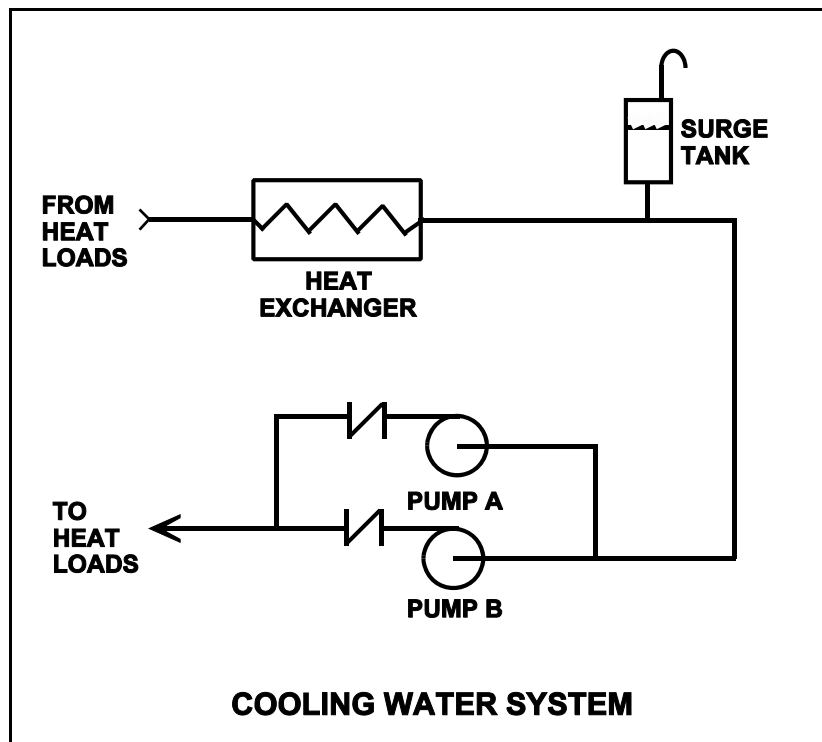 SURGE
TANK
FROM
HEAT
LOADS
HEAT
EXCHANGER
PUMP A
TO
HEAT
LOADS
PUMP B
COOLING WATER SYSTEM